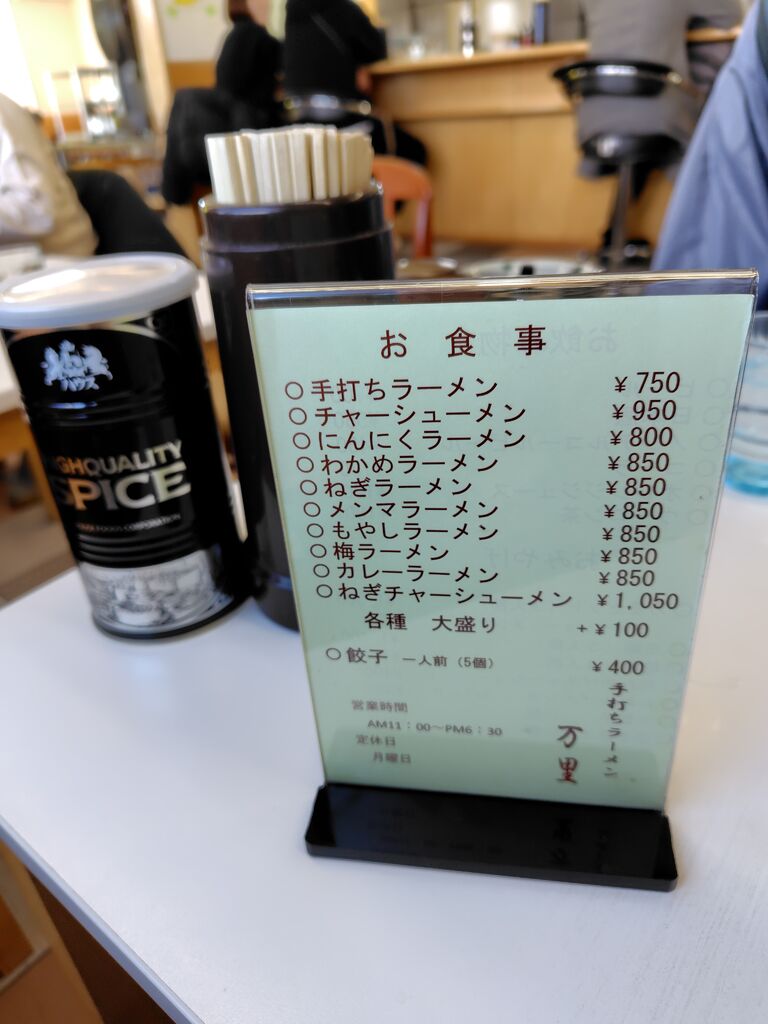 お食事
○手打ちラーメン ￥750
○チャーシューメン ￥950
○にんにくラーメン ￥800
○わかめラーメン ￥850
○ねぎラーメン ￥850
○メンマラーメン ￥850
○もやしラーメン ￥850
○梅ラーメン ￥850
○カレーラーメン ￥850
○ねぎチャーシューメン ￥1,050
各種 大盛り +￥100
○餃子 一人前（5個） ￥400
営業時間
AM11：00～PM6：30
定休日
月曜日
手打ちラーメン
万里
ハウス
GHQUALITY
SPICE
FOODS CORPORATION